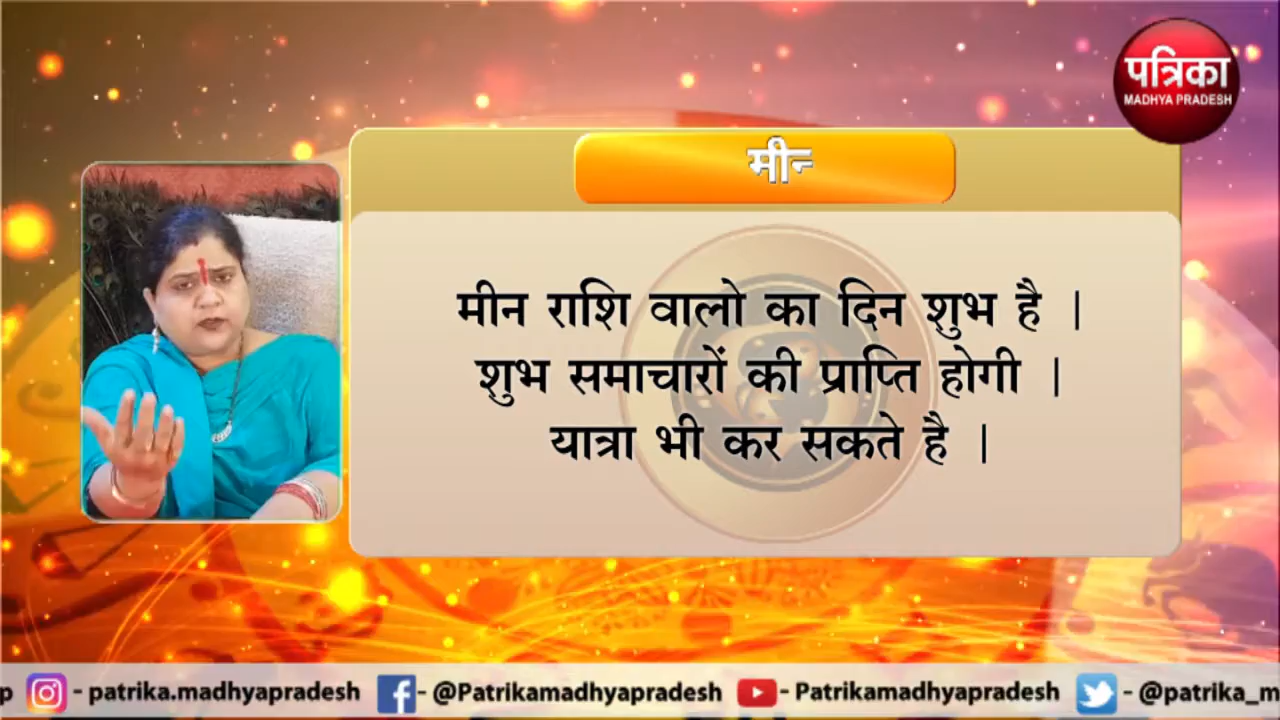 पत्रिका
MADHYA PRADESH
मीन
मीन राशि वालो का दिन शुभ है |
शुभ समाचारों की प्राप्ति होगी |
यात्रा भी कर सकते है |
p - patrika.madhyapradesh - @Patrikamadhyapradesh - Patrikamadhyapradesh - @patrika_m